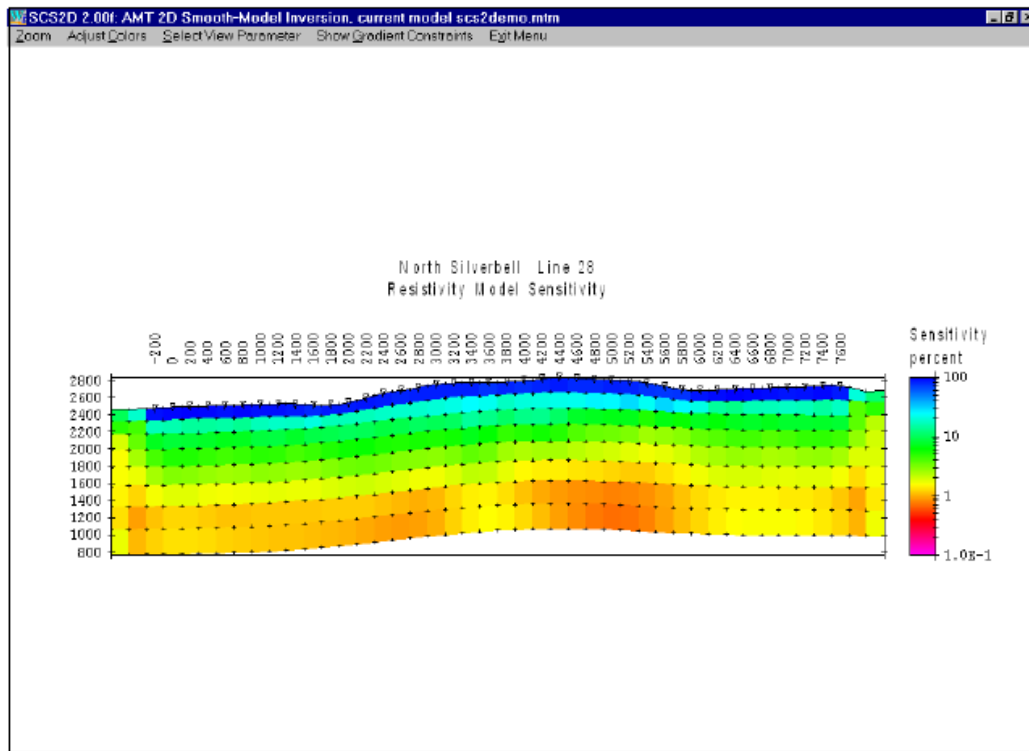 SCS2D 2.00f: AMT 2D Smooth-Model Inversion, current model scs2demo.mtm
Zoom Adjust Colors Select View Parameter Show Gradient Constraints Exit Menu
North Silverbell Line 28
Resistivity Model Sensitivity
-200 0 200 400 600 800 1000 1200 1400 1600 1800 2000 2200 2400 2600 2800 3000 3200 3400 3600 3800 4000 4200 4400 4600 4800 5000 5200 5400 5600 5800 6000 6200 6400 6600 6800 7000 7200 7400 7600
Sensitivity
percent
2800
2600
2400
2200
2000
1800
1600
1400
1200
1000
800
100
10
1
1.0E-1